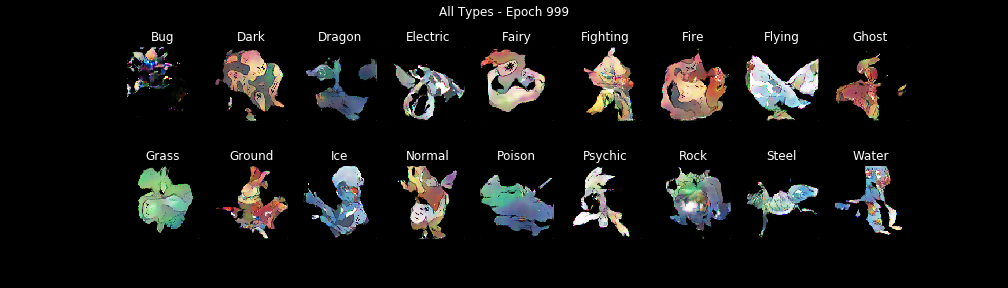 All Types - Epoch 999
Bug Dark Dragon Electric Fairy Fighting Fire Flying Ghost
Grass Ground Ice Normal Poison Psychic Rock Steel Water